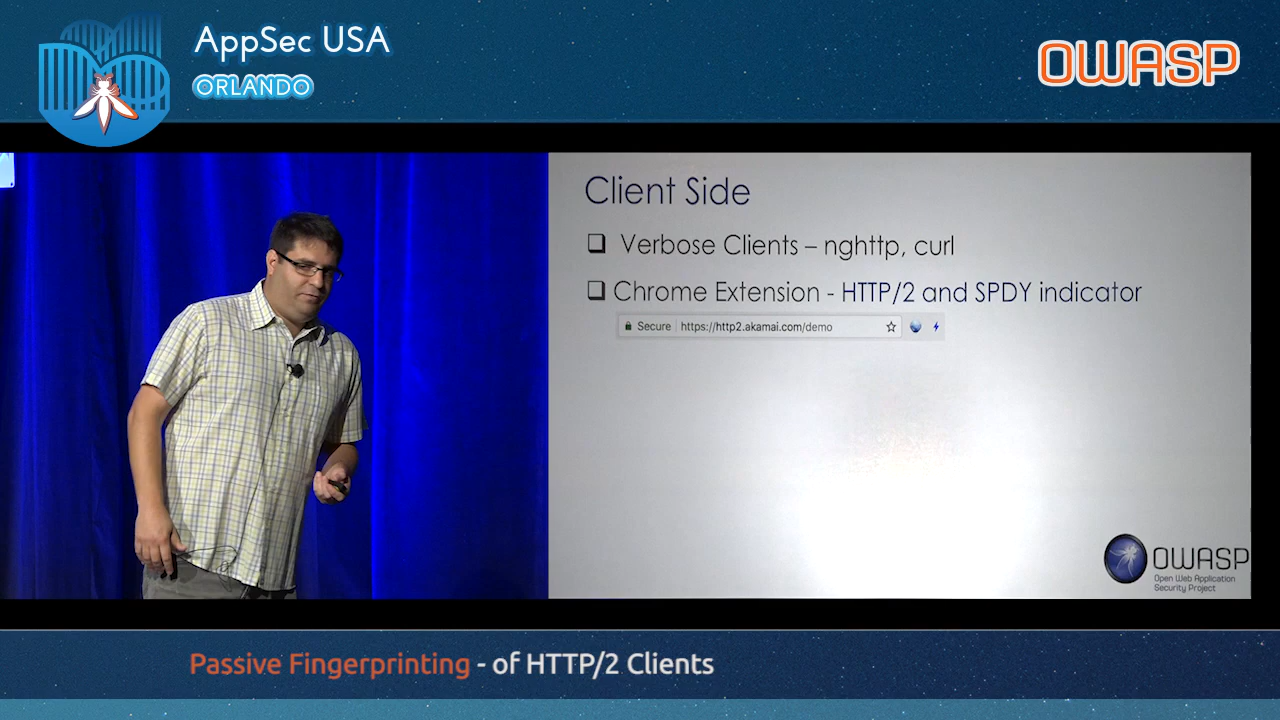 AppSec USA
ORLANDO
OWASP
Client Side
Verbose Clients – nghttp, curl
Chrome Extension - HTTP/2 and SPDY indicator
Secure https://http2.akamai.com/demo
OWASP
Open Web Application
Security Project
Passive Fingerprinting - of HTTP/2 Clients